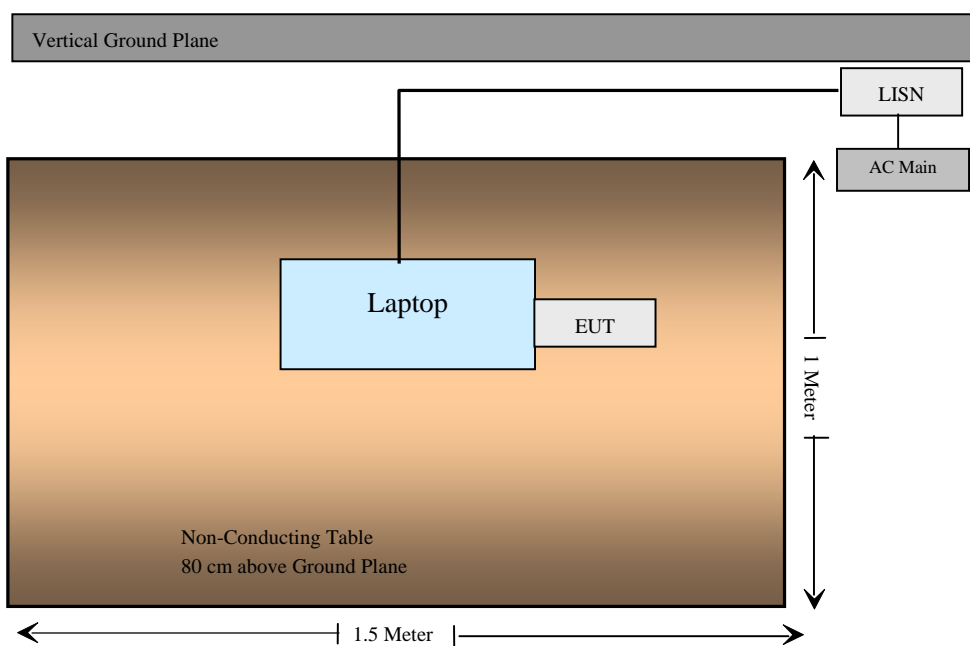 Vertical Ground Plane
LISN
AC Main
Laptop
EUT
1 Meter
Non-Conducting Table
80 cm above Ground Plane
1.5 Meter